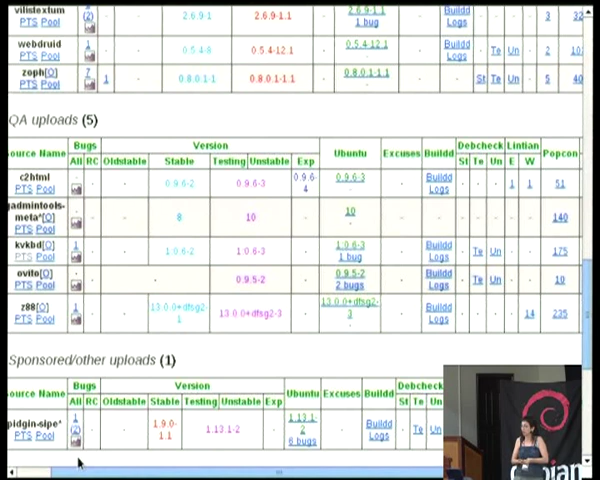 vilistextum (2) 2.6.9-1 2.6.9-1.1 2.6.9-1.1 Buildd 3 32
PTS Pool 1 bug Logs
webdruid 1 0.5.4-8 0.5.4-12.1 0.5.4-12.1 Buildd Te Un 2 10
PTS Pool Logs
zoph[O] 7 1 0.8.0.1-1 0.8.0.1-1.1 0.8.0.1-1.1 St Te Un 5 40
PTS Pool
QA uploads (5)
ource Name Bugs Version Ubuntu Excuses Buildd Debcheck Lintian Popcon
All RC Oldstable Stable Testing Unstable Exp St Te Un E W
c2html 0.9.6-2 0.9.6-3 0.9.6-4 0.9.6-3 Buildd 1 1 51
PTS Pool Logs
admintools-meta*[O] 8 10 10 140
PTS Pool
kvkbd[O] 1 1:0.6-2 1:0.6-3 1:0.6-3 Buildd Te Un 175
PTS Pool 1 bug Logs
ovito[O] 0.9.5-2 0.9.5-2 Buildd Te Un 10
PTS Pool 2 bugs Logs
z88[O] 1 13.0.0+dfsg2-1 13.0.0+dfsg2-3 13.0.0+dfsg2-3 Buildd 14 235
PTS Pool Logs
Sponsored/other uploads (1)
ource Name Bugs Version Ubuntu Excuses Buildd Debcheck
All RC Oldstable Stable Testing Unstable Exp St Te Un
pidgin-sipe* 1 (2) 1.9.0-1.1 1.13.1-2 1.13.1-2 Buildd Te Un
PTS Pool 6 bugs Logs